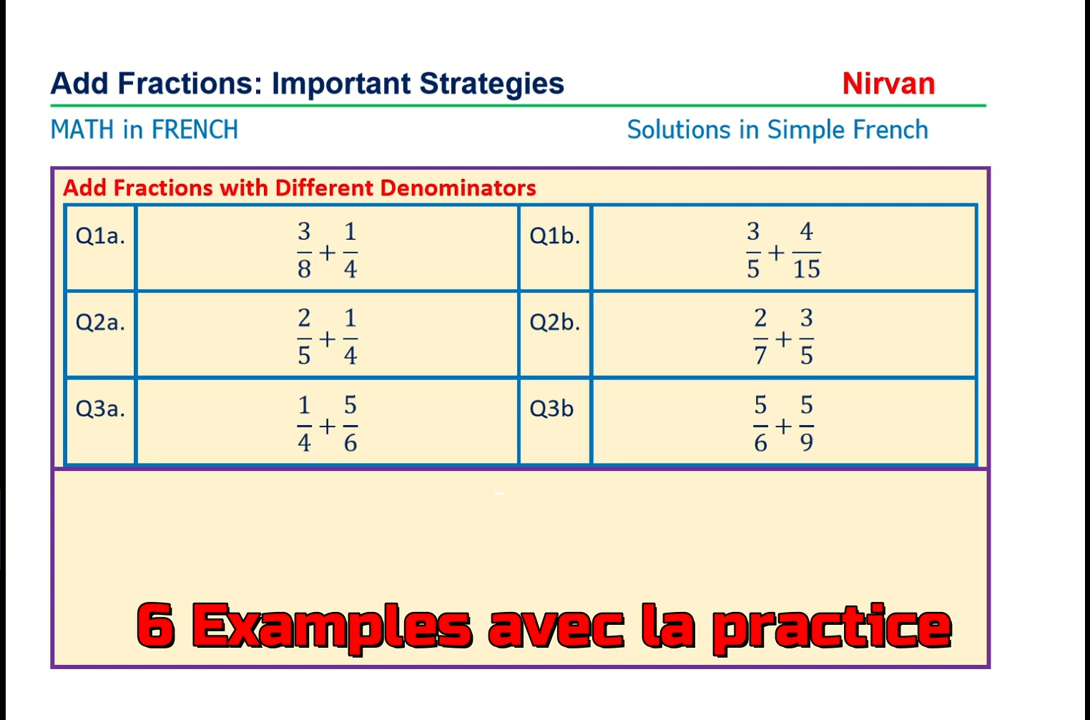 Add Fractions: Important Strategies Nirvan
MATH in FRENCH Solutions in Simple French
Add Fractions with Different Denominators
Q1a. 3/8 + 1/4 Q1b. 3/5 + 4/15
Q2a. 2/5 + 1/4 Q2b. 2/7 + 3/5
Q3a. 1/4 + 5/6 Q3b 5/6 + 5/9
6 Examples avec la practice